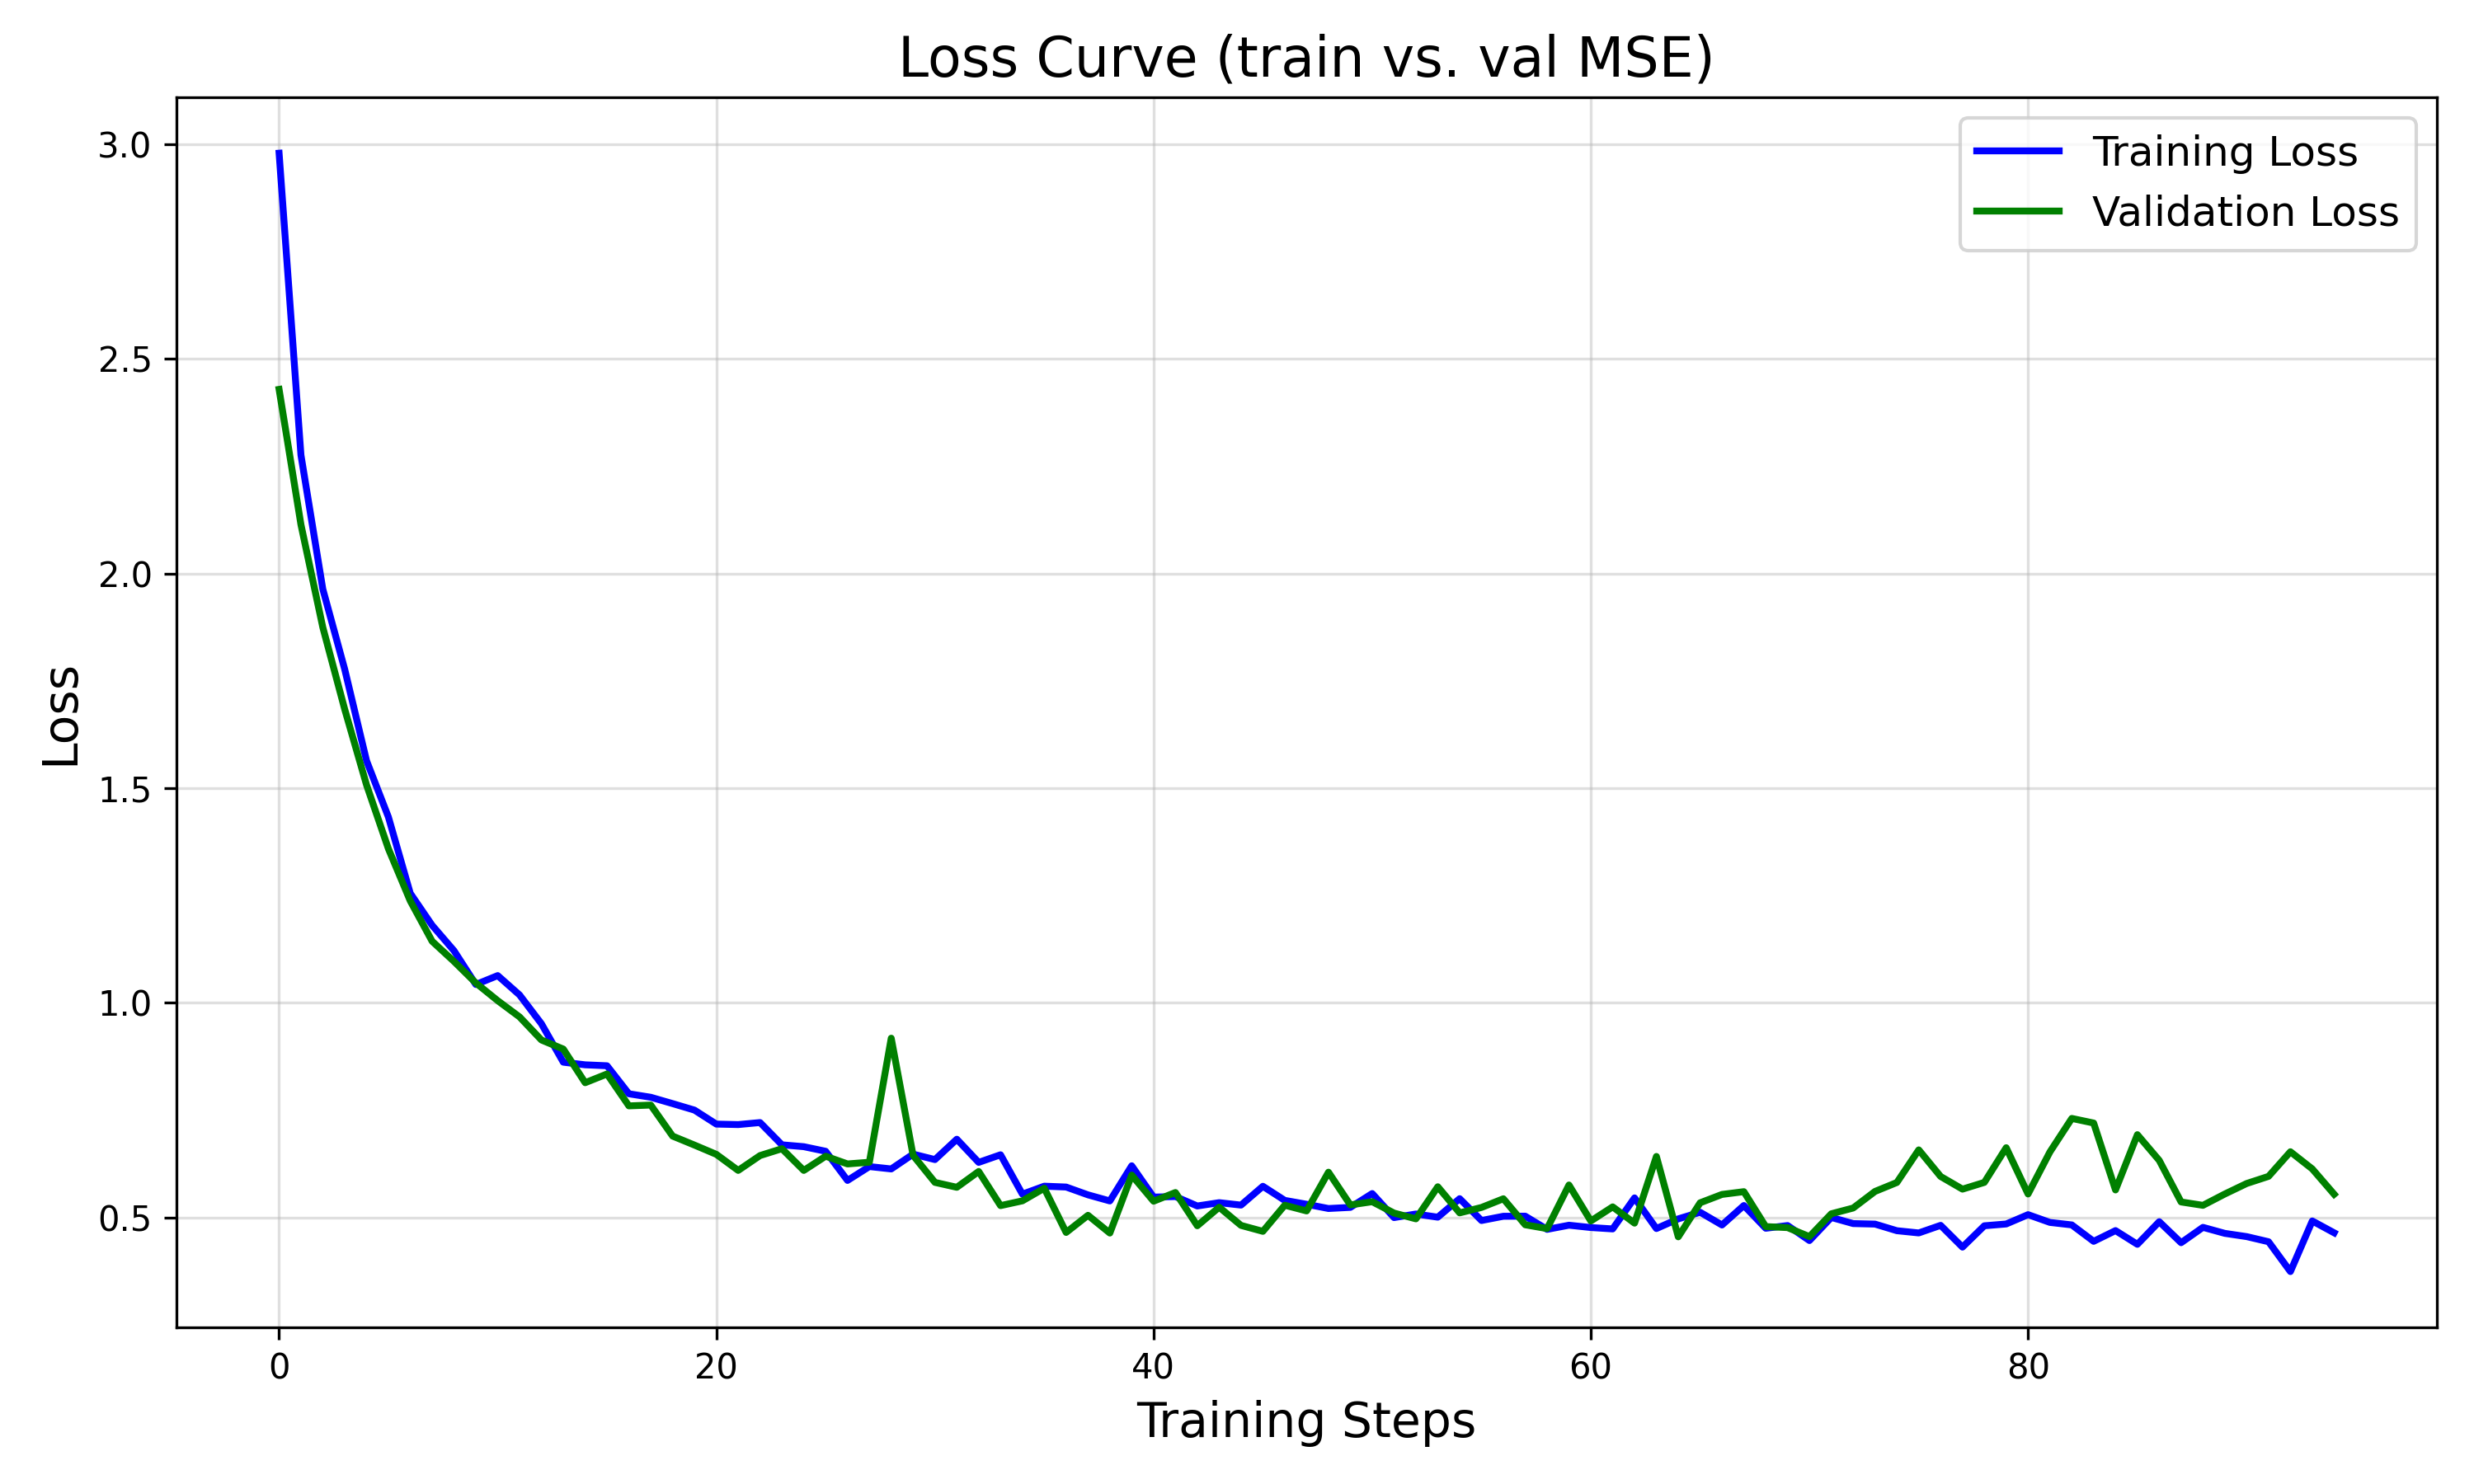 Loss Curve (train vs. val MSE)
Training Loss
Validation Loss
3.0
2.5
2.0
1.5
1.0
0.5
Loss
0 20 40 60 80
Training Steps